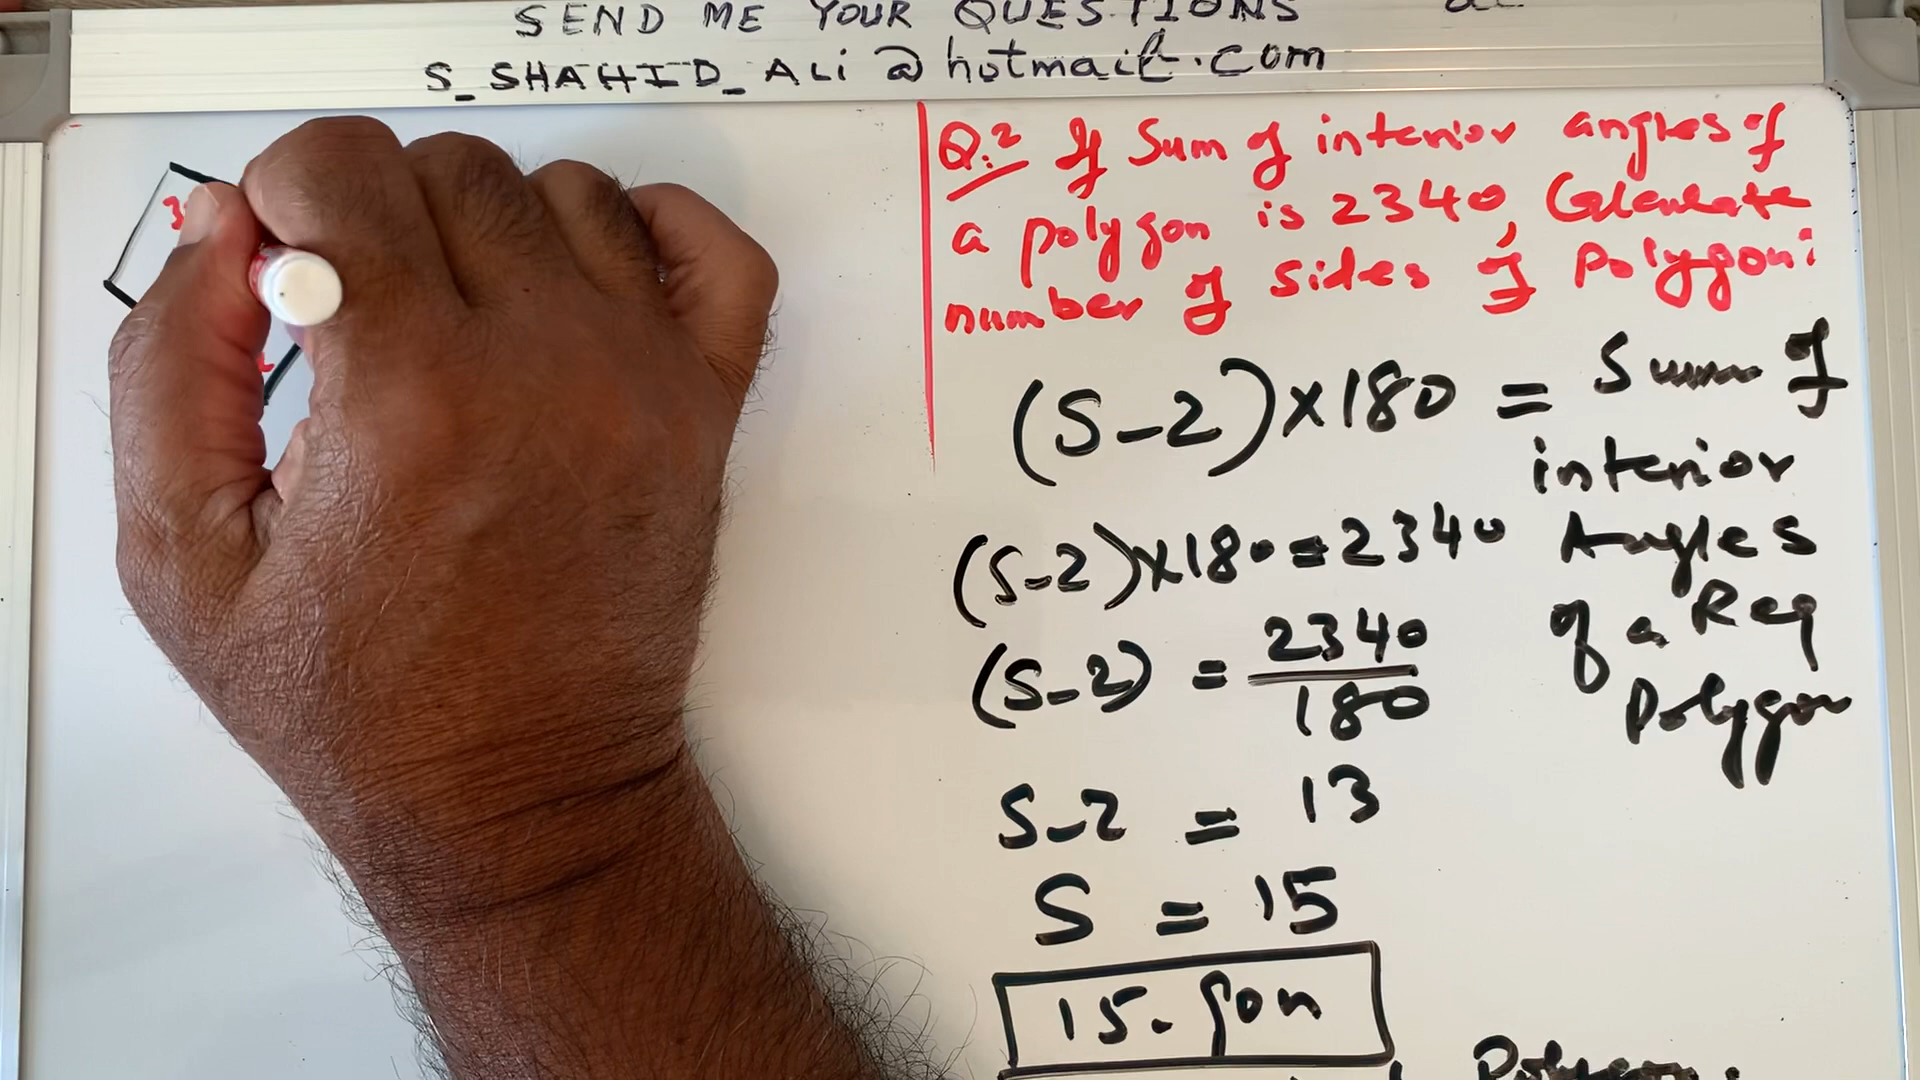 SEND ME YOUR QUESTIONS
S_SHAHID_ALi @ hotmail.com
Q:2 If Sum of interior angles of
a polygon is 2340, Calculate
number of sides of Polygon:
(S-2)×180 = Sum of
interior
Angles
of a Reg
Polygon
(S-2)×180=2340
(S-2) = 2340
180
S-2 = 13
S = 15
15-gon
Polygon: